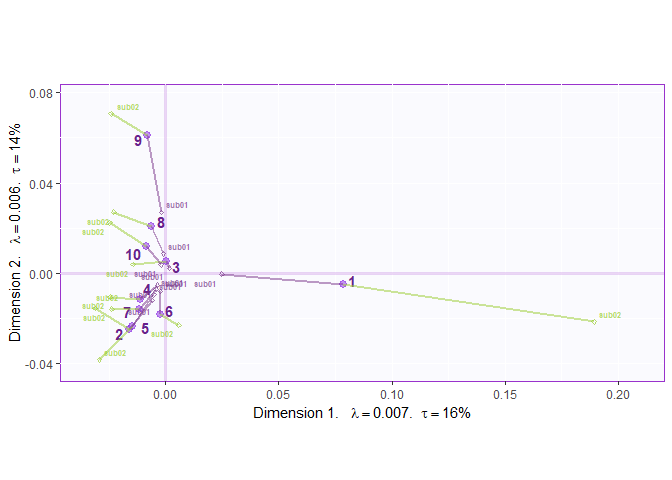 0.08
sub02
9
sub01
sub02
8
sub02
sub01
10
3
0.00
sub02
sub01
sub01
sub01
1
4
sub01
sub02
sub02
7
6
sub02
5
2
sub02
sub02
0.04
-0.04
0.00
0.05
0.10
0.15
0.20
Dimension 1. λ = 0.007. τ = 16%
Dimension 2. λ = 0.006. τ = 14%